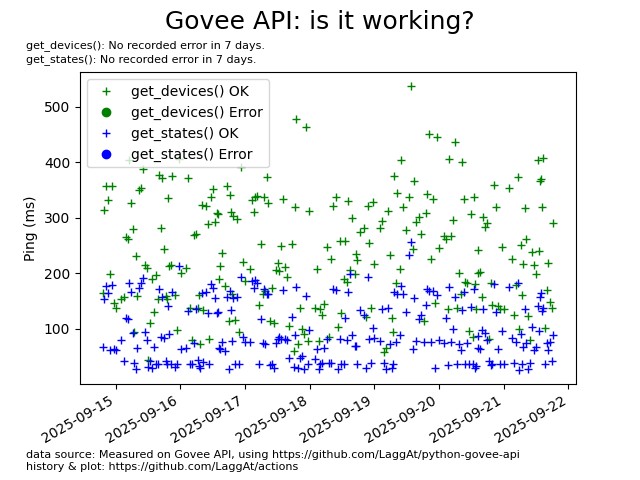 Govee API: is it working?
get_devices(): No recorded error in 7 days.
get_states(): No recorded error in 7 days.
get_devices() OK
get_devices() Error
get_states() OK
get_states() Error
Ping (ms)
500
400
300
200
100
2025-09-15
2025-09-16
2025-09-17
2025-09-18
2025-09-19
2025-09-20
2025-09-21
2025-09-22
data source: Measured on Govee API, using https://github.com/LaggAt/python-govee-api
history & plot: https://github.com/LaggAt/actions